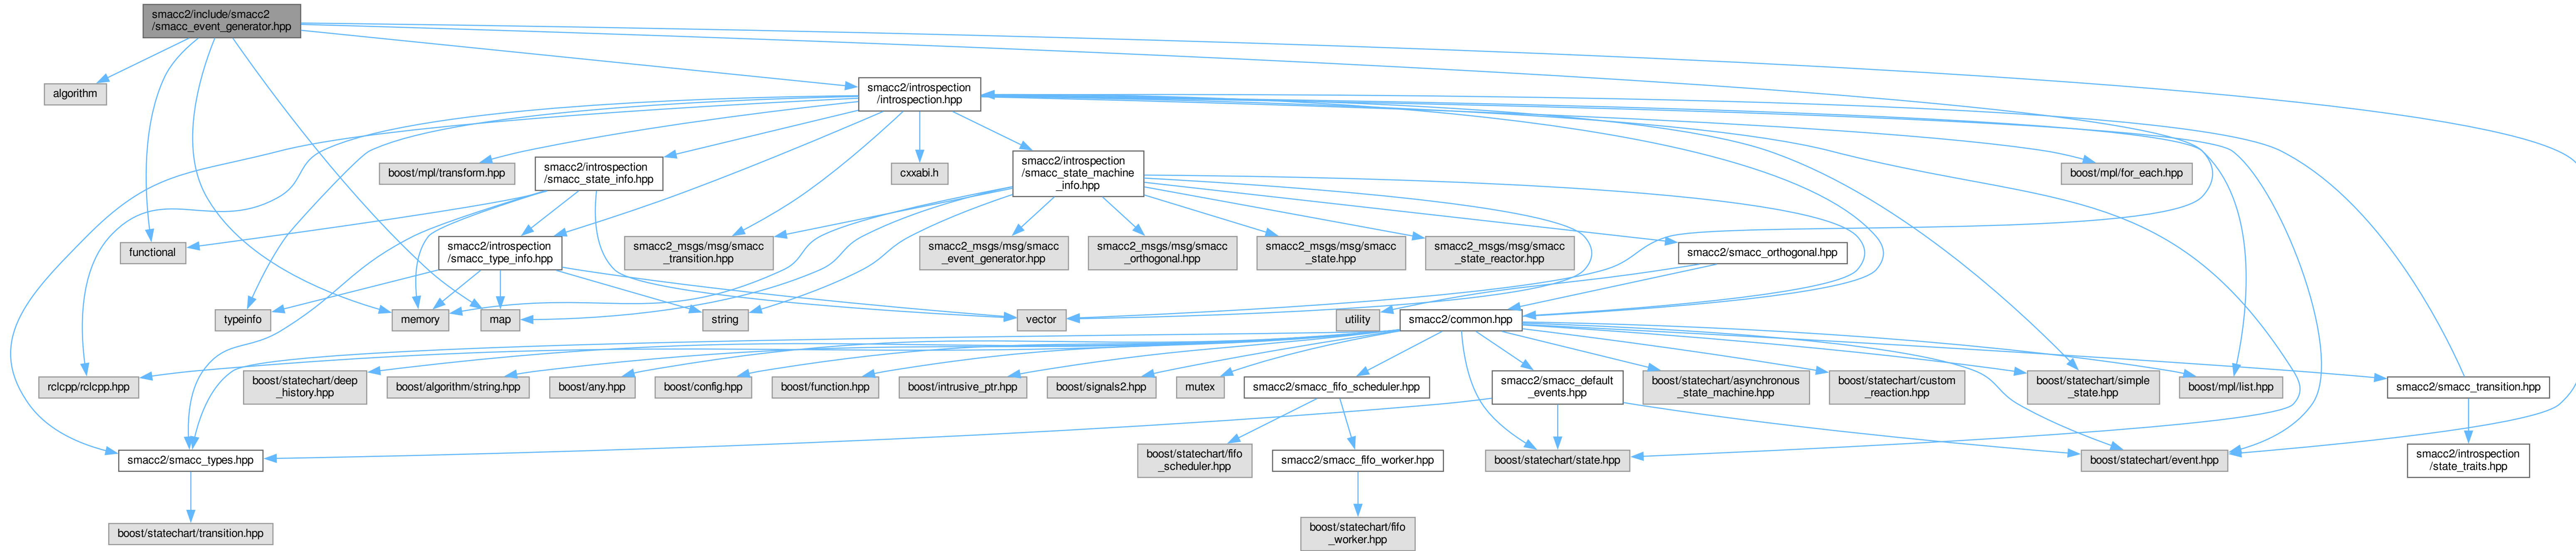 smacc2/include/smacc2
/smacc_event_generator.hpp
algorithm
smacc2/introspection
/introspection.hpp
boost/mpl/transform.hpp
smacc2/introspection
/smacc_state_info.hpp
cxxabi.h
smacc2/introspection
/smacc_state_machine
_info.hpp
boost/mpl/for_each.hpp
functional
smacc2/introspection
/smacc_type_info.hpp
smacc2_msgs/msg/smacc
_transition.hpp
smacc2_msgs/msg/smacc
_event_generator.hpp
smacc2_msgs/msg/smacc
_orthogonal.hpp
smacc2_msgs/msg/smacc
_state.hpp
smacc2_msgs/msg/smacc
_state_reactor.hpp
smacc2/smacc_orthogonal.hpp
typeinfo
memory
map
string
vector
utility
smacc2/common.hpp
rclcpp/rclcpp.hpp
boost/statechart/deep
_history.hpp
boost/algorithm/string.hpp
boost/any.hpp
boost/config.hpp
boost/function.hpp
boost/intrusive_ptr.hpp
boost/signals2.hpp
mutex
smacc2/smacc_fifo_scheduler.hpp
smacc2/smacc_default
_events.hpp
boost/statechart/asynchronous
_state_machine.hpp
boost/statechart/custom
_reaction.hpp
boost/statechart/simple
_state.hpp
boost/mpl/list.hpp
smacc2/smacc_transition.hpp
smacc2/smacc_types.hpp
boost/statechart/fifo
_scheduler.hpp
smacc2/smacc_fifo_worker.hpp
boost/statechart/state.hpp
boost/statechart/event.hpp
smacc2/introspection
/state_traits.hpp
boost/statechart/transition.hpp
boost/statechart/fifo
_worker.hpp